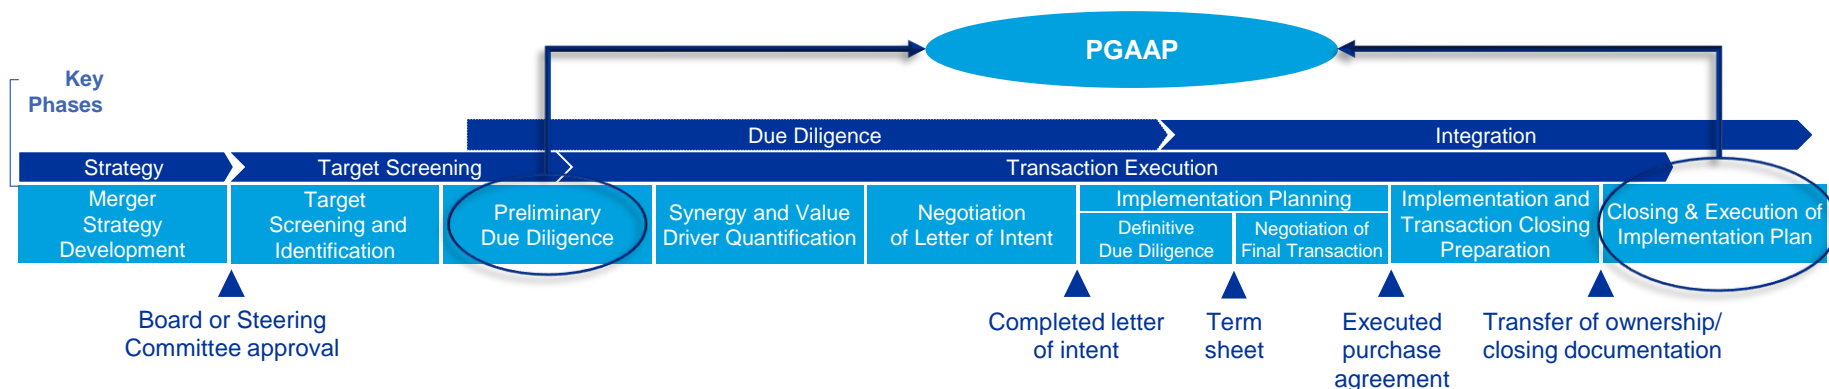 PGAAP
Key
Phases
Due Diligence
Integration
Strategy
Target Screening
Transaction Execution
Merger
Strategy
Development
Target
Screening and
Identification
Preliminary
Due Diligence
Synergy and Value
Driver Quantification
Negotiation
of Letter of Intent
Implementation Planning
Definitive
Due Diligence
Negotiation of
Final Transaction
Implementation and
Transaction Closing
Preparation
Closing & Execution of
Implementation Plan
Board or Steering
Committee approval
Completed letter
of intent
Term
sheet
Executed
purchase
agreement
Transfer of ownership/
closing documentation